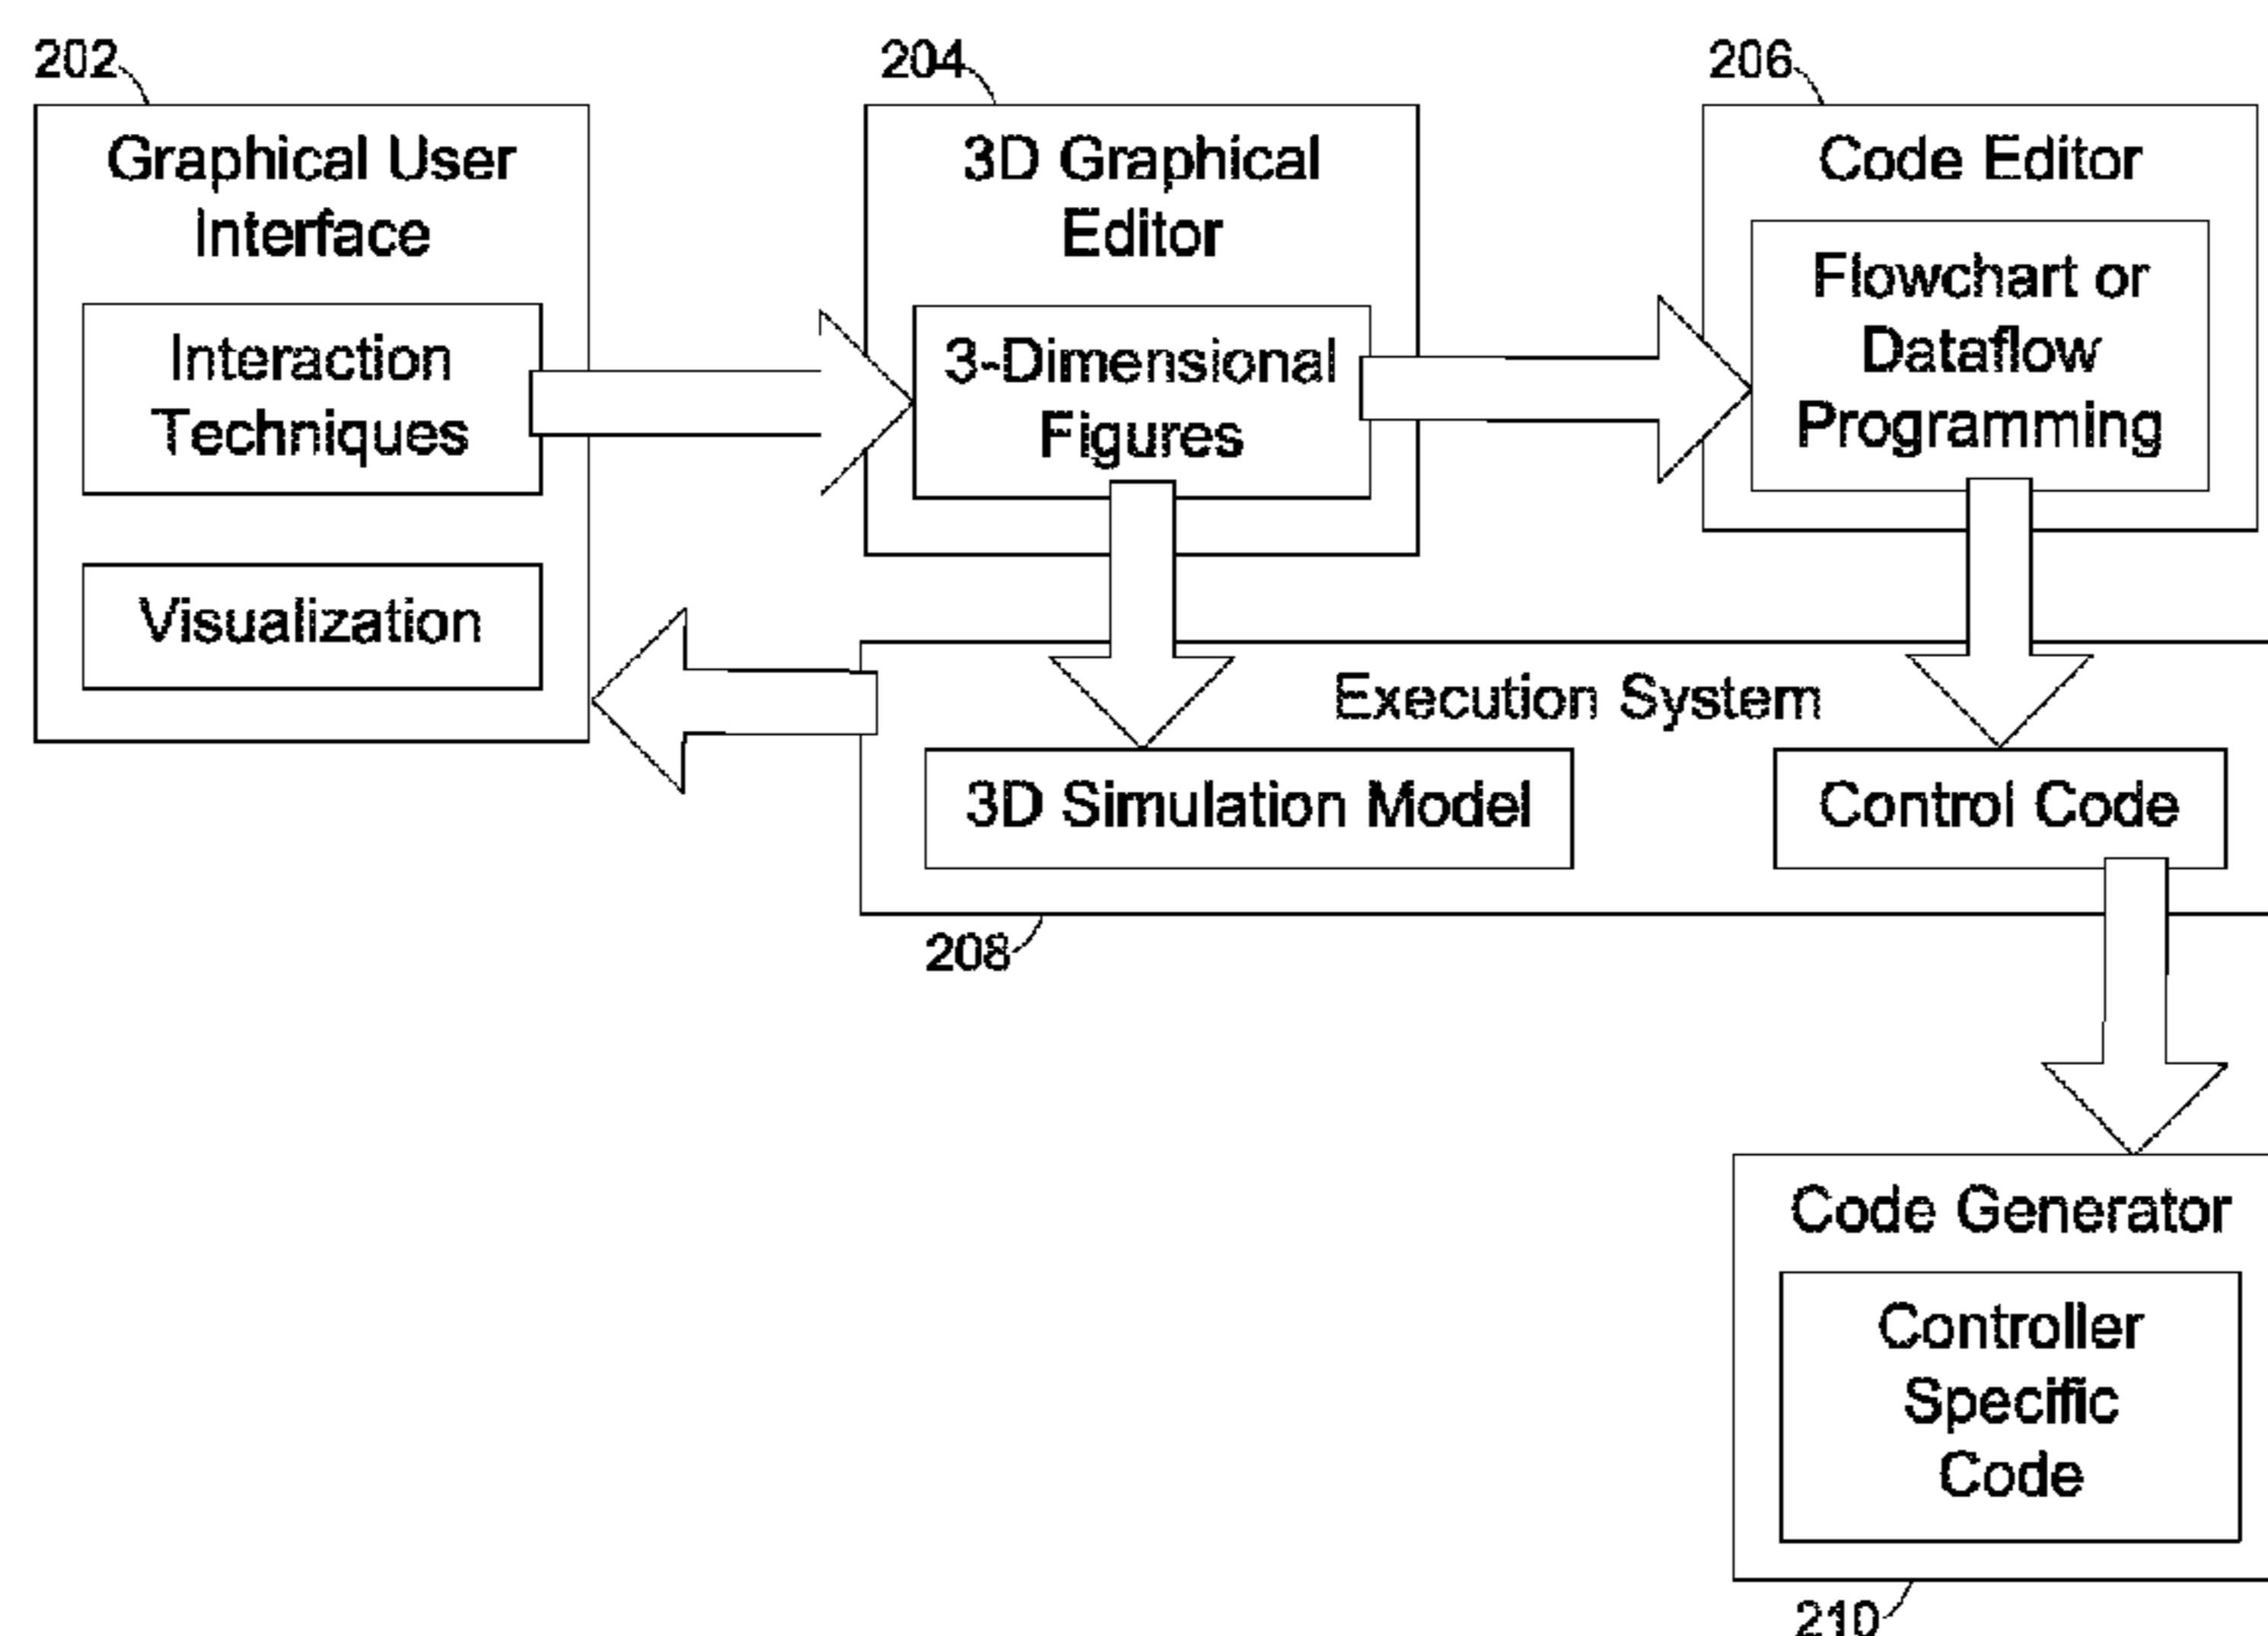 202
Graphical User
Interface
Interaction
Techniques
Visualization
204
3D Graphical
Editor
3-Dimensional
Figures
206
Code Editor
Flowchart or
Dataflow
Programming
Execution System
3D Simulation Model
Control Code
208
Code Generator
Controller
Specific
Code
210